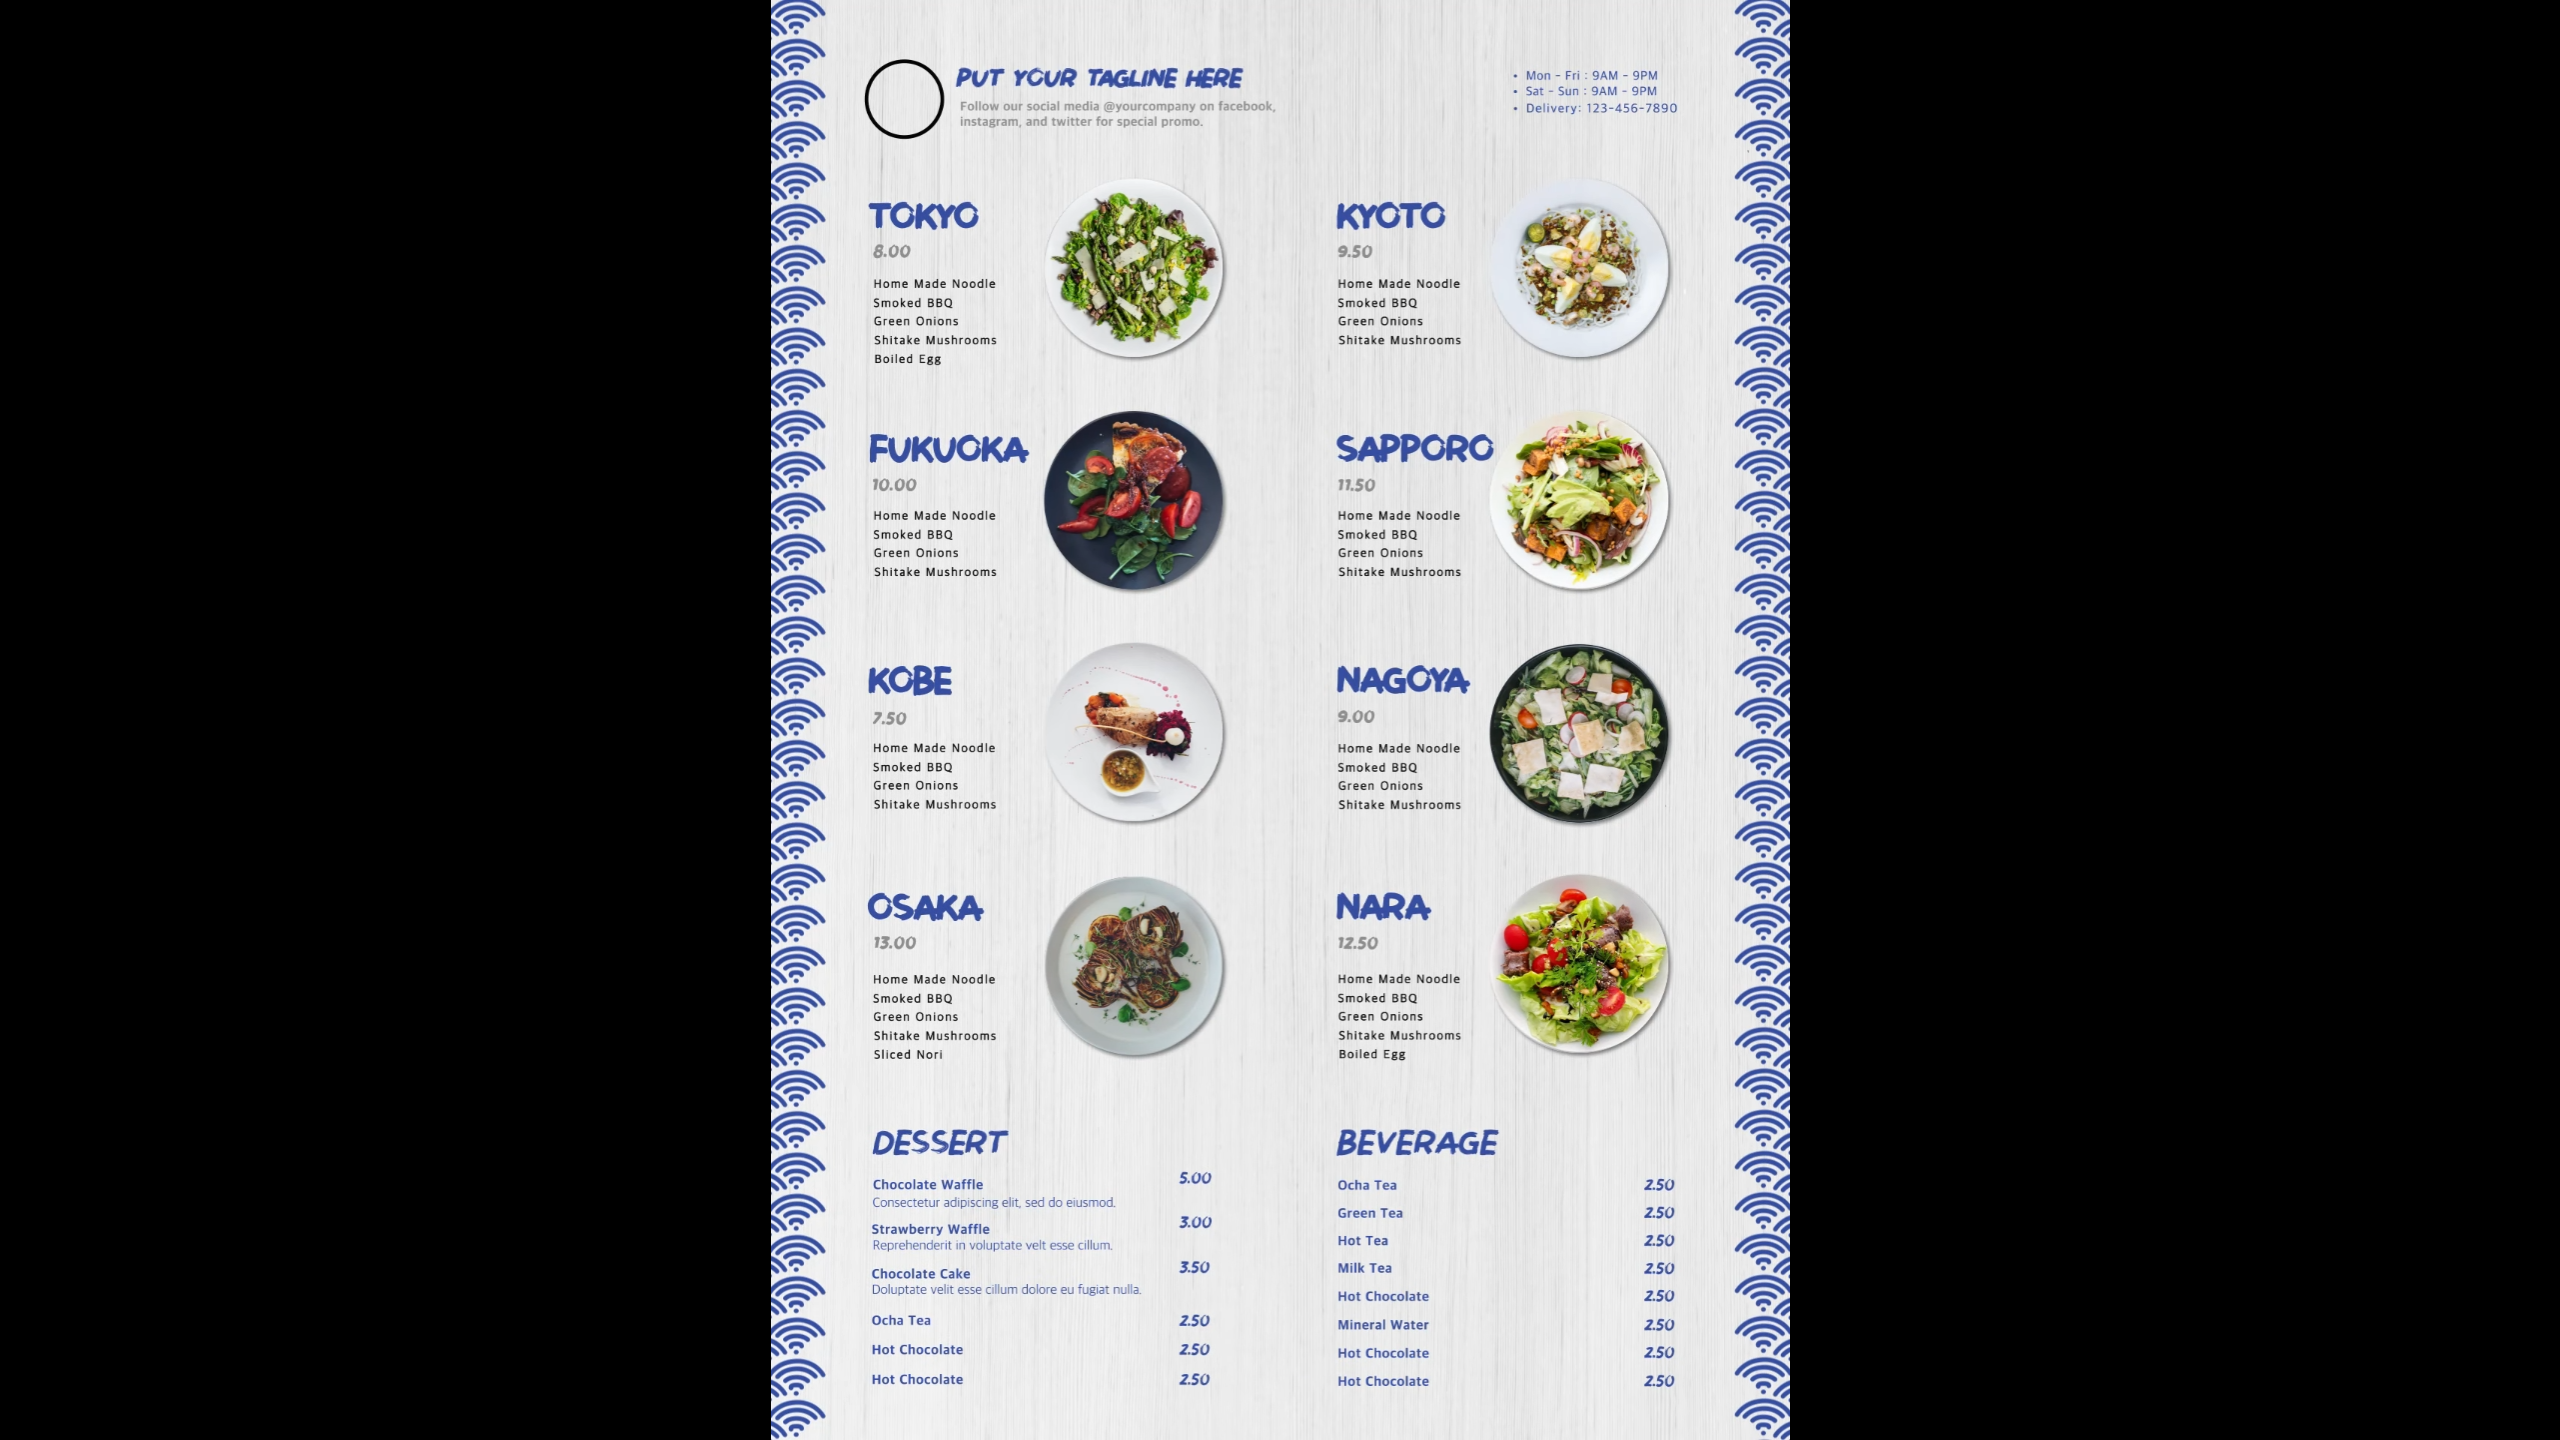 PUT YOUR TAGLINE HERE
Follow our social media @yourcompany on facebook,
instagram, and twitter for special promo.
• Mon - Fri : 9AM - 9PM
• Sat - Sun : 9AM - 9PM
• Delivery: 123-456-7890
TOKYO
8.00
Home Made Noodle
Smoked BBQ
Green Onions
Shitake Mushrooms
Boiled Egg
KYOTO
9.50
Home Made Noodle
Smoked BBQ
Green Onions
Shitake Mushrooms
FUKUOKA
10.00
Home Made Noodle
Smoked BBQ
Green Onions
Shitake Mushrooms
SAPPORO
11.50
Home Made Noodle
Smoked BBQ
Green Onions
Shitake Mushrooms
KOBE
7.50
Home Made Noodle
Smoked BBQ
Green Onions
Shitake Mushrooms
NAGOYA
9.00
Home Made Noodle
Smoked BBQ
Green Onions
Shitake Mushrooms
OSAKA
13.00
Home Made Noodle
Smoked BBQ
Green Onions
Shitake Mushrooms
Sliced Nori
NARA
12.50
Home Made Noodle
Smoked BBQ
Green Onions
Shitake Mushrooms
Boiled Egg
DESSERT
Chocolate Waffle 5.00
Consectetur adipiscing elit, sed do eiusmod.
Strawberry Waffle 3.00
Reprehenderit in voluptate velt esse cillum.
Chocolate Cake 3.50
Doluptate velit esse cillum dolore eu fugiat nulla.
Ocha Tea 2.50
Hot Chocolate 2.50
Hot Chocolate 2.50
BEVERAGE
Ocha Tea 2.50
Green Tea 2.50
Hot Tea 2.50
Milk Tea 2.50
Hot Chocolate 2.50
Mineral Water 2.50
Hot Chocolate 2.50
Hot Chocolate 2.50